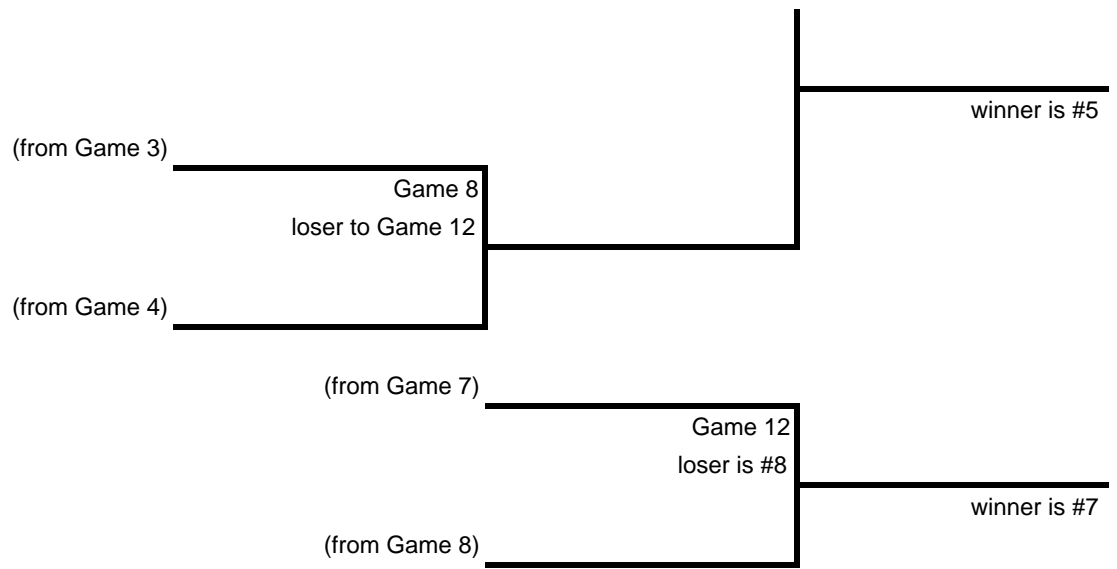 winner is #5
(from Game 3)
Game 8
loser to Game 12
(from Game 4)
(from Game 7)
Game 12
loser is #8
winner is #7
(from Game 8)